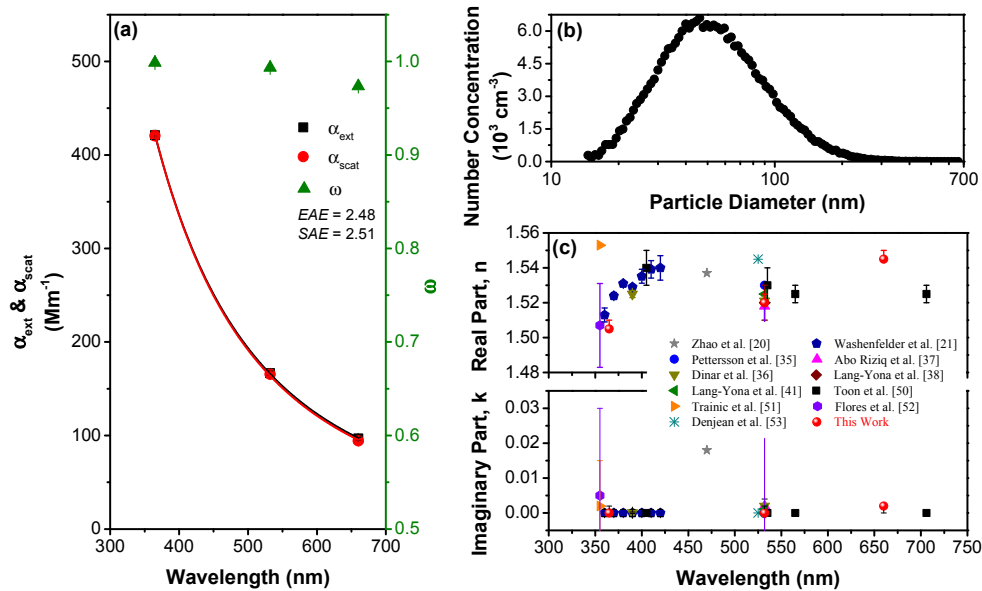 (a)
500
400
300
200
100
0
α_ext & α_scat
(Mm⁻¹)
300 400 500 600 700
Wavelength (nm)
1.0
0.9
0.8
0.7
0.6
0.5
ω
α_ext
α_scat
ω
EAE = 2.48
SAE = 2.51
(b)
6.0
4.5
3.0
1.5
0.0
Number Concentration
(10³ cm⁻³)
10 100 700
Particle Diameter (nm)
(c)
1.56
1.54
1.52
1.50
1.48
Real Part, n
Zhao et al. [20] Washenfelder et al. [21]
Pettersson et al. [35] Abo Riziq et al. [37]
Dinar et al. [36] Lang-Yona et al. [38]
Lang-Yona et al. [41] Toon et al. [50]
Trainic et al. [51] Flores et al. [52]
Denjean et al. [53] This Work
0.03
0.02
0.01
0.00
Imaginary Part, k
300 350 400 450 500 550 600 650 700 750
Wavelength (nm)